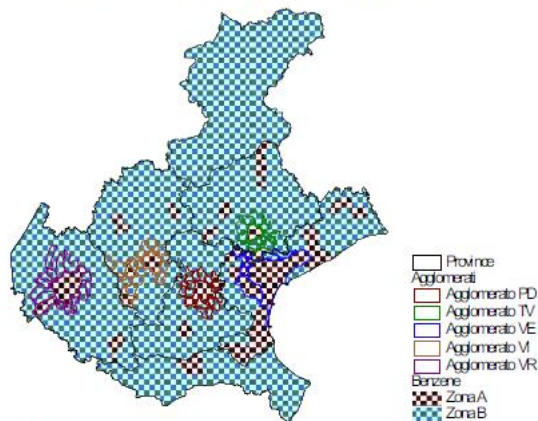 Province
Agglomerati
Agglomerato PD
Agglomerato TV
Agglomerato VE
Agglomerato VI
Agglomerato VR
Benzene
Zona A
Zona B